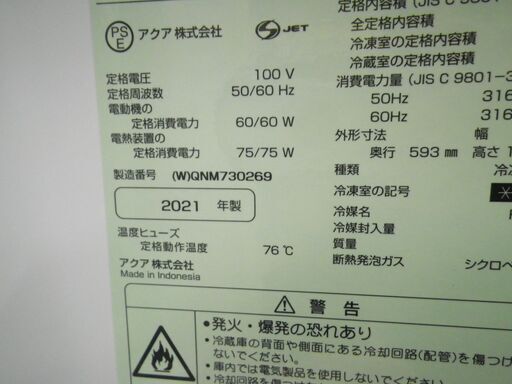 PS
E
アクア 株式会社
S JET
定格電圧 100 V
定格周波数 50/60 Hz
電動機の
定格消費電力 60/60 W
電熱装置の
定格消費電力 75/75 W
製造番号 (W)QNM730269
2021 年製
温度ヒューズ
定格動作温度 76℃
アクア 株式会社
Made in Indonesia
定格内容積 (JIS C 9801-
全定格内容積
冷凍室の定格内容積
冷蔵室の定格内容積
消費電力量 (JIS C 9801-3
50Hz 316
60Hz 316
外形寸法 幅
奥行 593 mm 高さ 1
種類
冷凍室の記号
冷媒名
冷媒封入量
質量
断熱発泡ガス シクロペ
⚠ 警告
●発火・爆発の恐れあり
・冷蔵庫の背面や側面にある冷却回路(配管)を傷つけ
ないでください。
・庫内では電気製品を使用しないでくださ